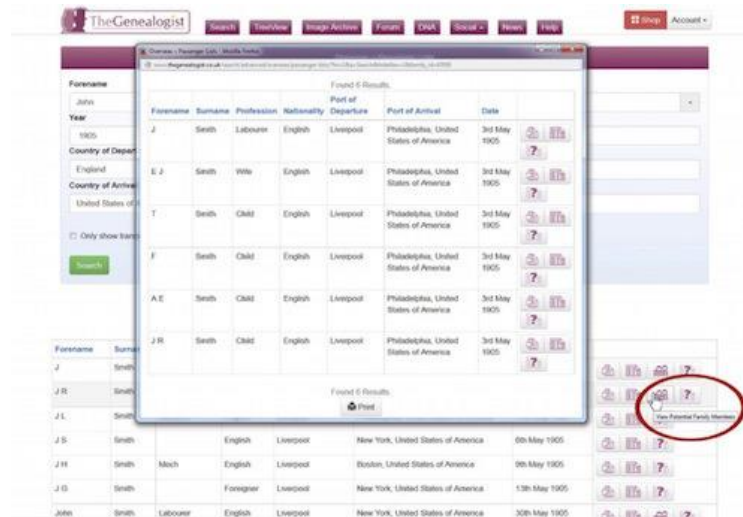 TheGenealogist
Search TreeView Image Archive Forum DNA Social News Help
Shop Account
Overview - Passenger Lists - Mozilla Firefox
Forename
John
Year
1905
Country of Depart
England
Country of Arrival
United States of
Only show tran
Search
Found 6 Results.
Forename Surname Profession Nationality Port of Departure Port of Arrival Date
J Smith Labourer English Liverpool Philadelphia, United States of America 3rd May 1905
E J Smith Wife English Liverpool Philadelphia, United States of America 3rd May 1905
T Smith Child English Liverpool Philadelphia, United States of America 3rd May 1905
F Smith Child English Liverpool Philadelphia, United States of America 3rd May 1905
A E Smith Child English Liverpool Philadelphia, United States of America 3rd May 1905
J R Smith Child English Liverpool Philadelphia, United States of America 3rd May 1905
Found 6 Results.
Print
Forename Surna
J Smith
J R Smith
J L Smith
View Potential Family Members
J S Smith English Liverpool New York, United States of America 6th May 1905
J H Smith Mech English Liverpool Boston, United States of America 9th May 1905
J G Smith Foreigner Liverpool New York, United States of America 13th May 1905
John Smith Labourer English Liverpool New York, United States of America 30th May 1905